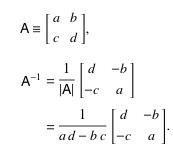 A ≡ [a b; c d],
A⁻¹ = 1/|A| [d −b; −c a]
= 1/(a d − b c) [d −b; −c a].